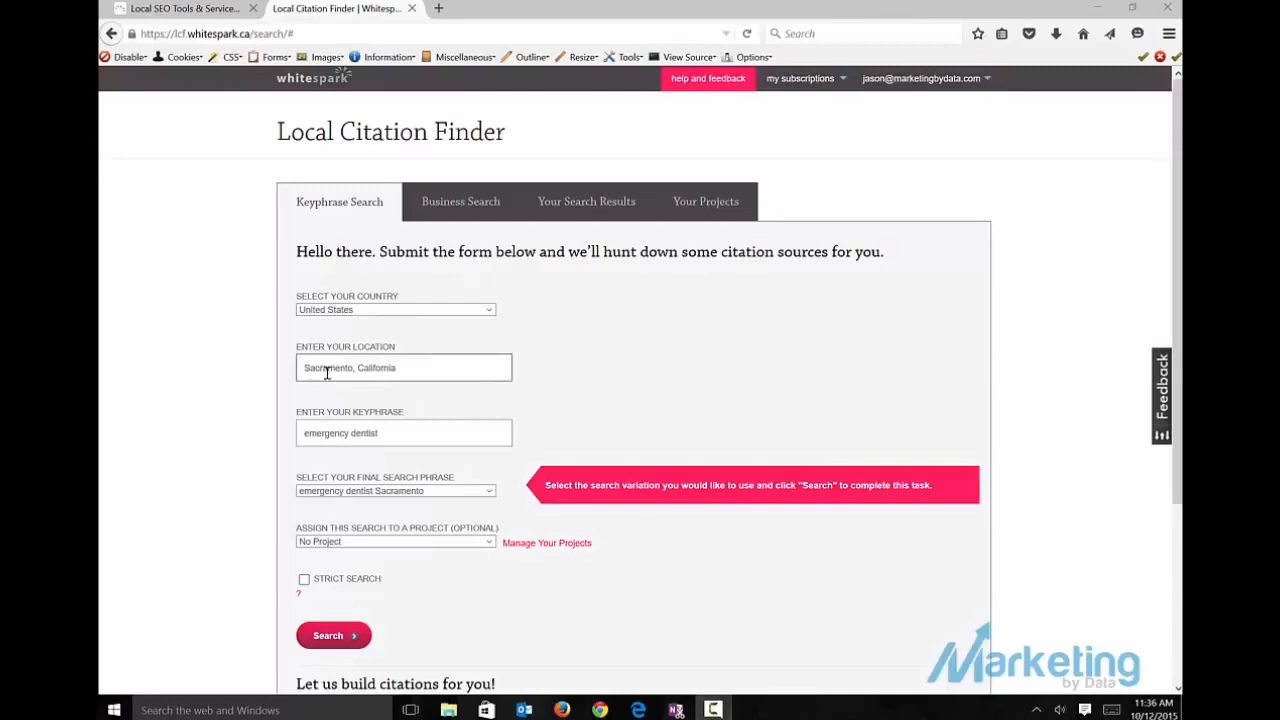 Local SEO Tools & Service...
Local Citation Finder | Whitesp...
https://lcf.whitespark.ca/search/#
Search
Disable Cookies CSS Forms Images Information Miscellaneous Outline Resize Tools View Source Options
whitespark
help and feedback
my subscriptions
jason@marketingbydata.com
Local Citation Finder
Keyphrase Search
Business Search
Your Search Results
Your Projects
Hello there. Submit the form below and we'll hunt down some citation sources for you.
SELECT YOUR COUNTRY
United States
ENTER YOUR LOCATION
Sacramento, California
Feedback
ENTER YOUR KEYPHRASE
emergency dentist
SELECT YOUR FINAL SEARCH PHRASE
emergency dentist Sacramento
Select the search variation you would like to use and click "Search" to complete this task.
ASSIGN THIS SEARCH TO A PROJECT (OPTIONAL)
No Project
Manage Your Projects
STRICT SEARCH
?
Search
Let us build citations for you!
Marketing
by Data
Search the web and Windows
11:36 AM
10/12/2015